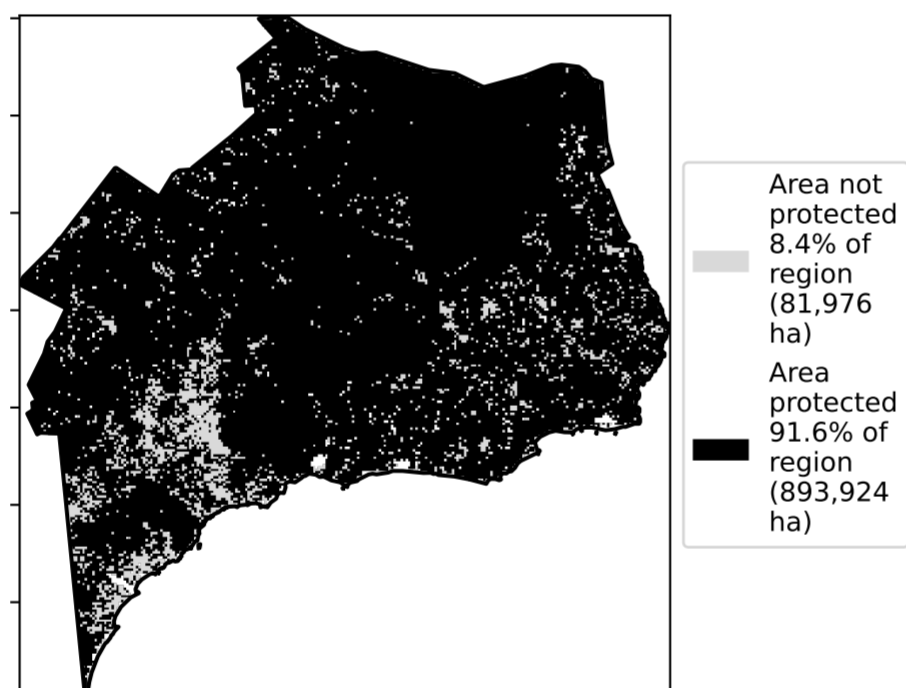 Area not
protected
8.4% of
region
(81,976
ha)
Area
protected
91.6% of
region
(893,924
ha)